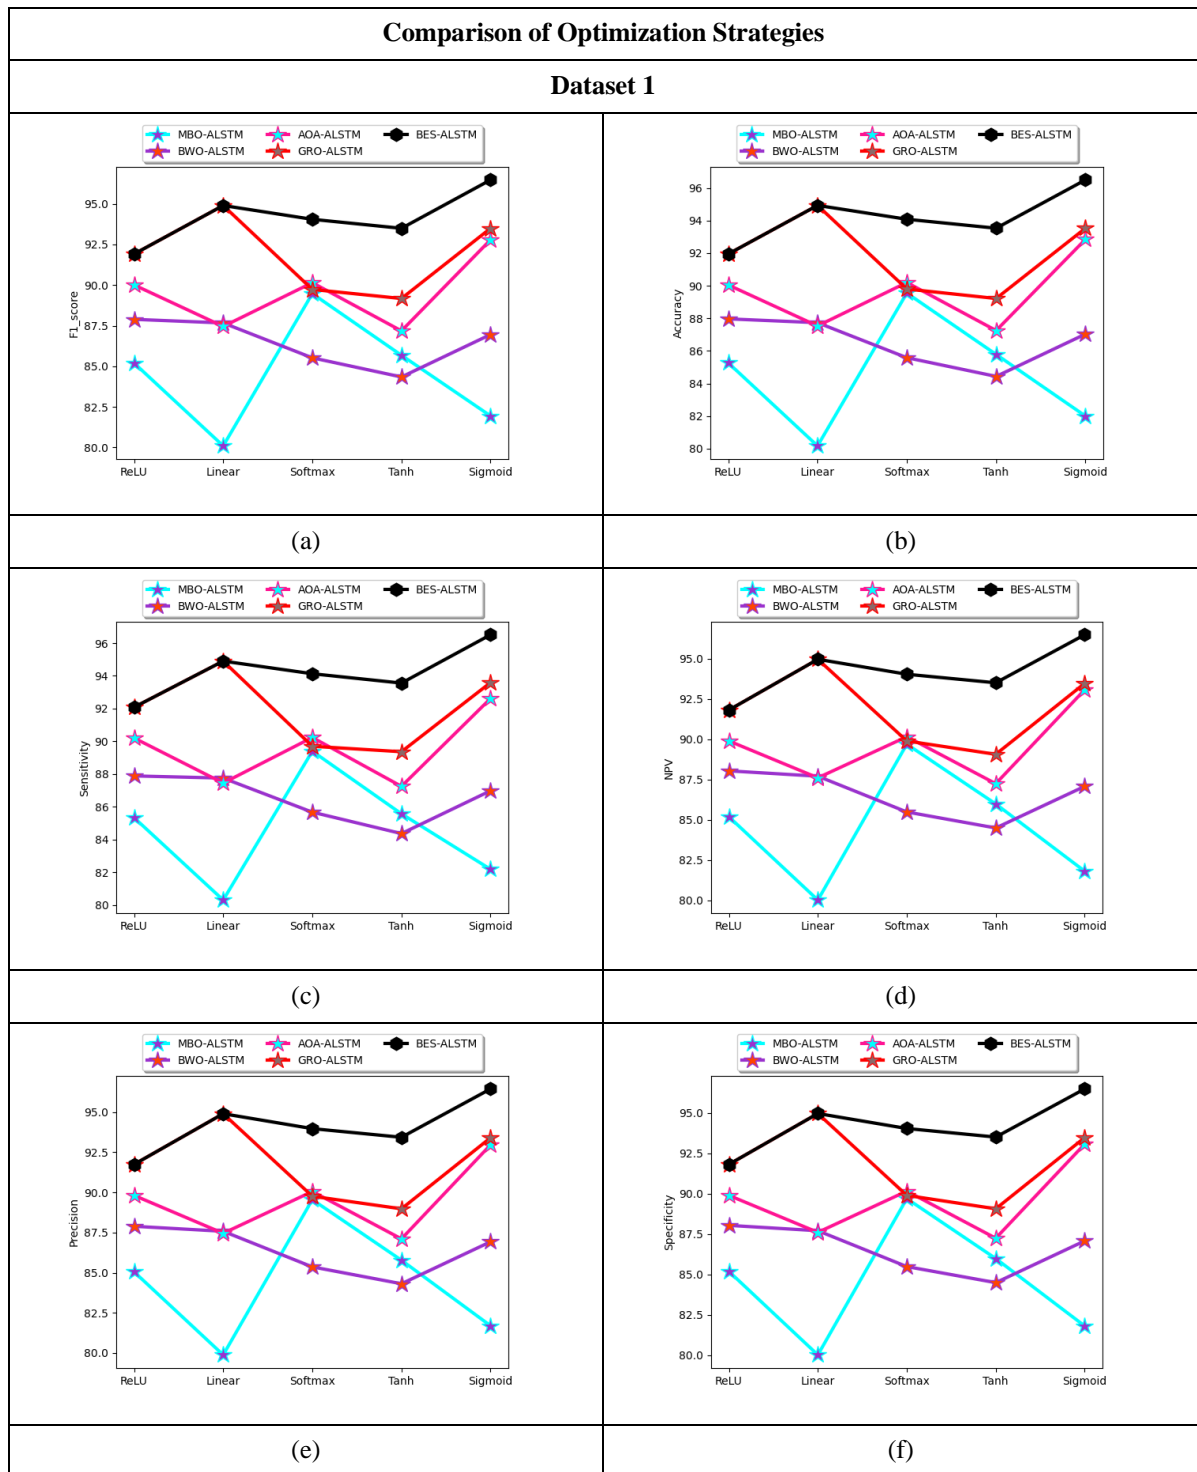 Comparison of Optimization Strategies
Dataset 1
MBO-ALSTM AOA-ALSTM BES-ALSTM
BWO-ALSTM GRO-ALSTM
F1_score
95.0
92.5
90.0
87.5
85.0
82.5
80.0
ReLU Linear Softmax Tanh Sigmoid
MBO-ALSTM AOA-ALSTM BES-ALSTM
BWO-ALSTM GRO-ALSTM
Accuracy
96
94
92
90
88
86
84
82
80
ReLU Linear Softmax Tanh Sigmoid
(a) (b)
MBO-ALSTM AOA-ALSTM BES-ALSTM
BWO-ALSTM GRO-ALSTM
Sensitivity
96
94
92
90
88
86
84
82
80
ReLU Linear Softmax Tanh Sigmoid
MBO-ALSTM AOA-ALSTM BES-ALSTM
BWO-ALSTM GRO-ALSTM
NPV
95.0
92.5
90.0
87.5
85.0
82.5
80.0
ReLU Linear Softmax Tanh Sigmoid
(c) (d)
MBO-ALSTM AOA-ALSTM BES-ALSTM
BWO-ALSTM GRO-ALSTM
Precision
95.0
92.5
90.0
87.5
85.0
82.5
80.0
ReLU Linear Softmax Tanh Sigmoid
MBO-ALSTM AOA-ALSTM BES-ALSTM
BWO-ALSTM GRO-ALSTM
Specificity
95.0
92.5
90.0
87.5
85.0
82.5
80.0
ReLU Linear Softmax Tanh Sigmoid
(e) (f)